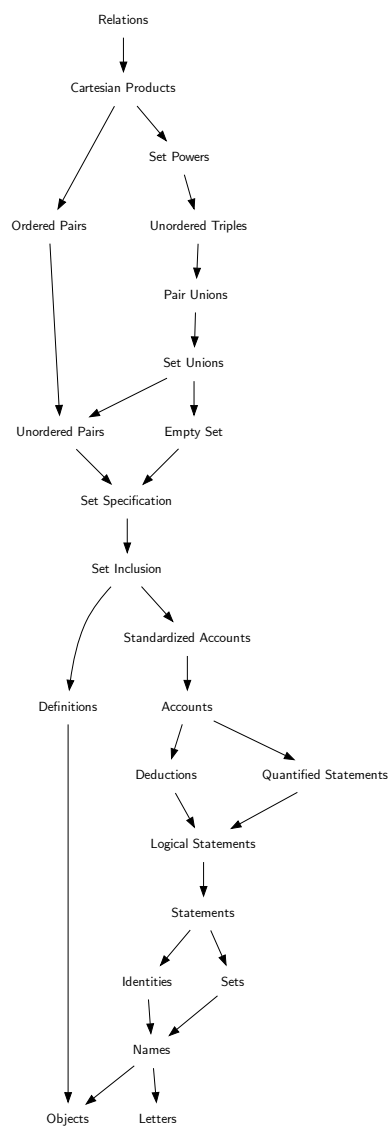 Relations
Cartesian Products
Set Powers
Ordered Pairs
Unordered Triples
Pair Unions
Set Unions
Unordered Pairs
Empty Set
Set Specification
Set Inclusion
Standardized Accounts
Definitions
Accounts
Deductions
Quantified Statements
Logical Statements
Statements
Identities
Sets
Names
Objects
Letters